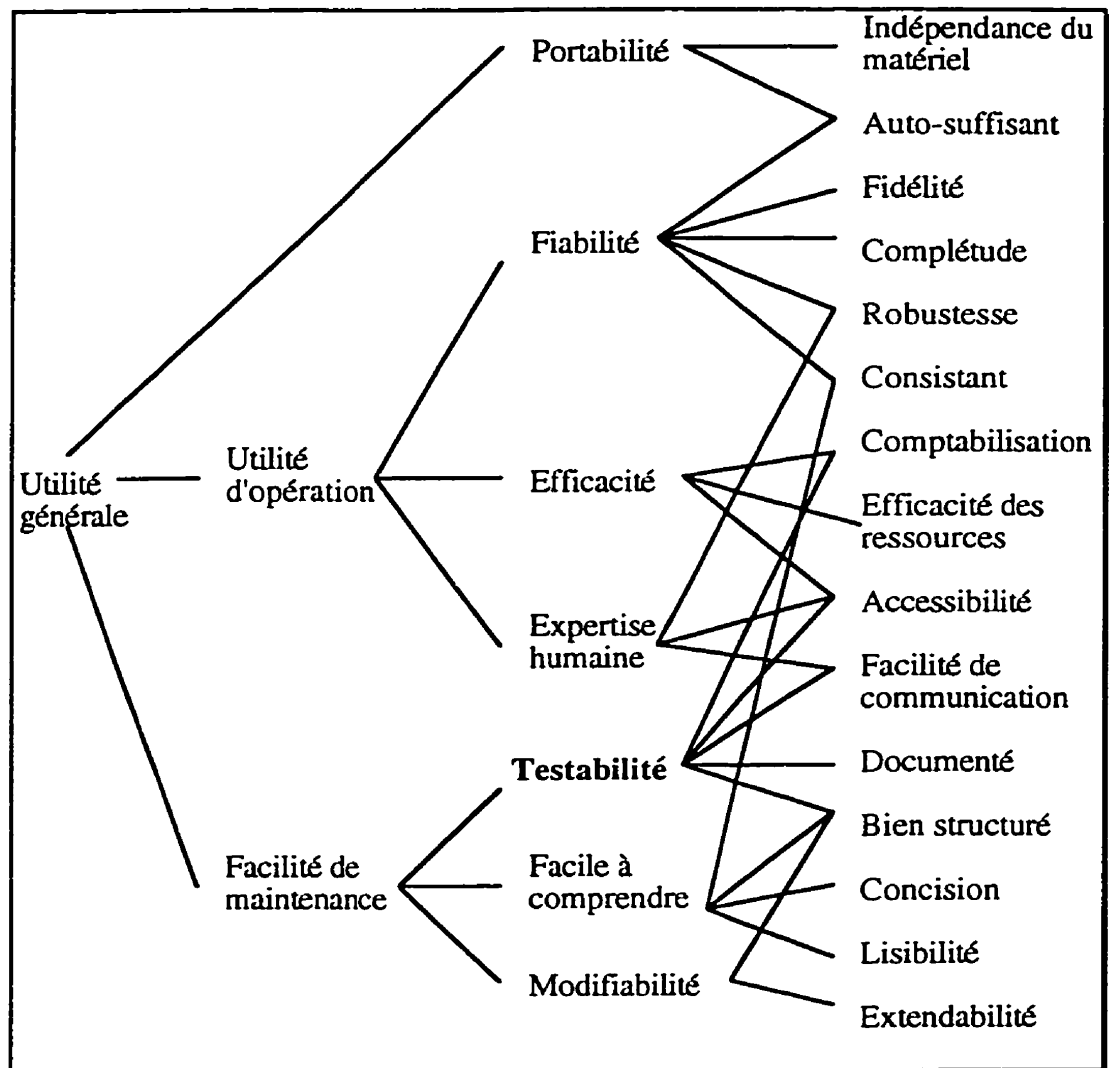 Portabilité
Indépendance du
matériel
Auto-suffisant
Fidélité
Fiabilité
Complétude
Robustesse
Consistant
Comptabilisation
Utilité
générale
Utilité
d'opération
Efficacité
Efficacité des
ressources
Accessibilité
Expertise
humaine
Facilité de
communication
Testabilité
Documenté
Bien structuré
Facilité de
maintenance
Facile à
comprendre
Concision
Lisibilité
Modifiabilité
Extendabilité